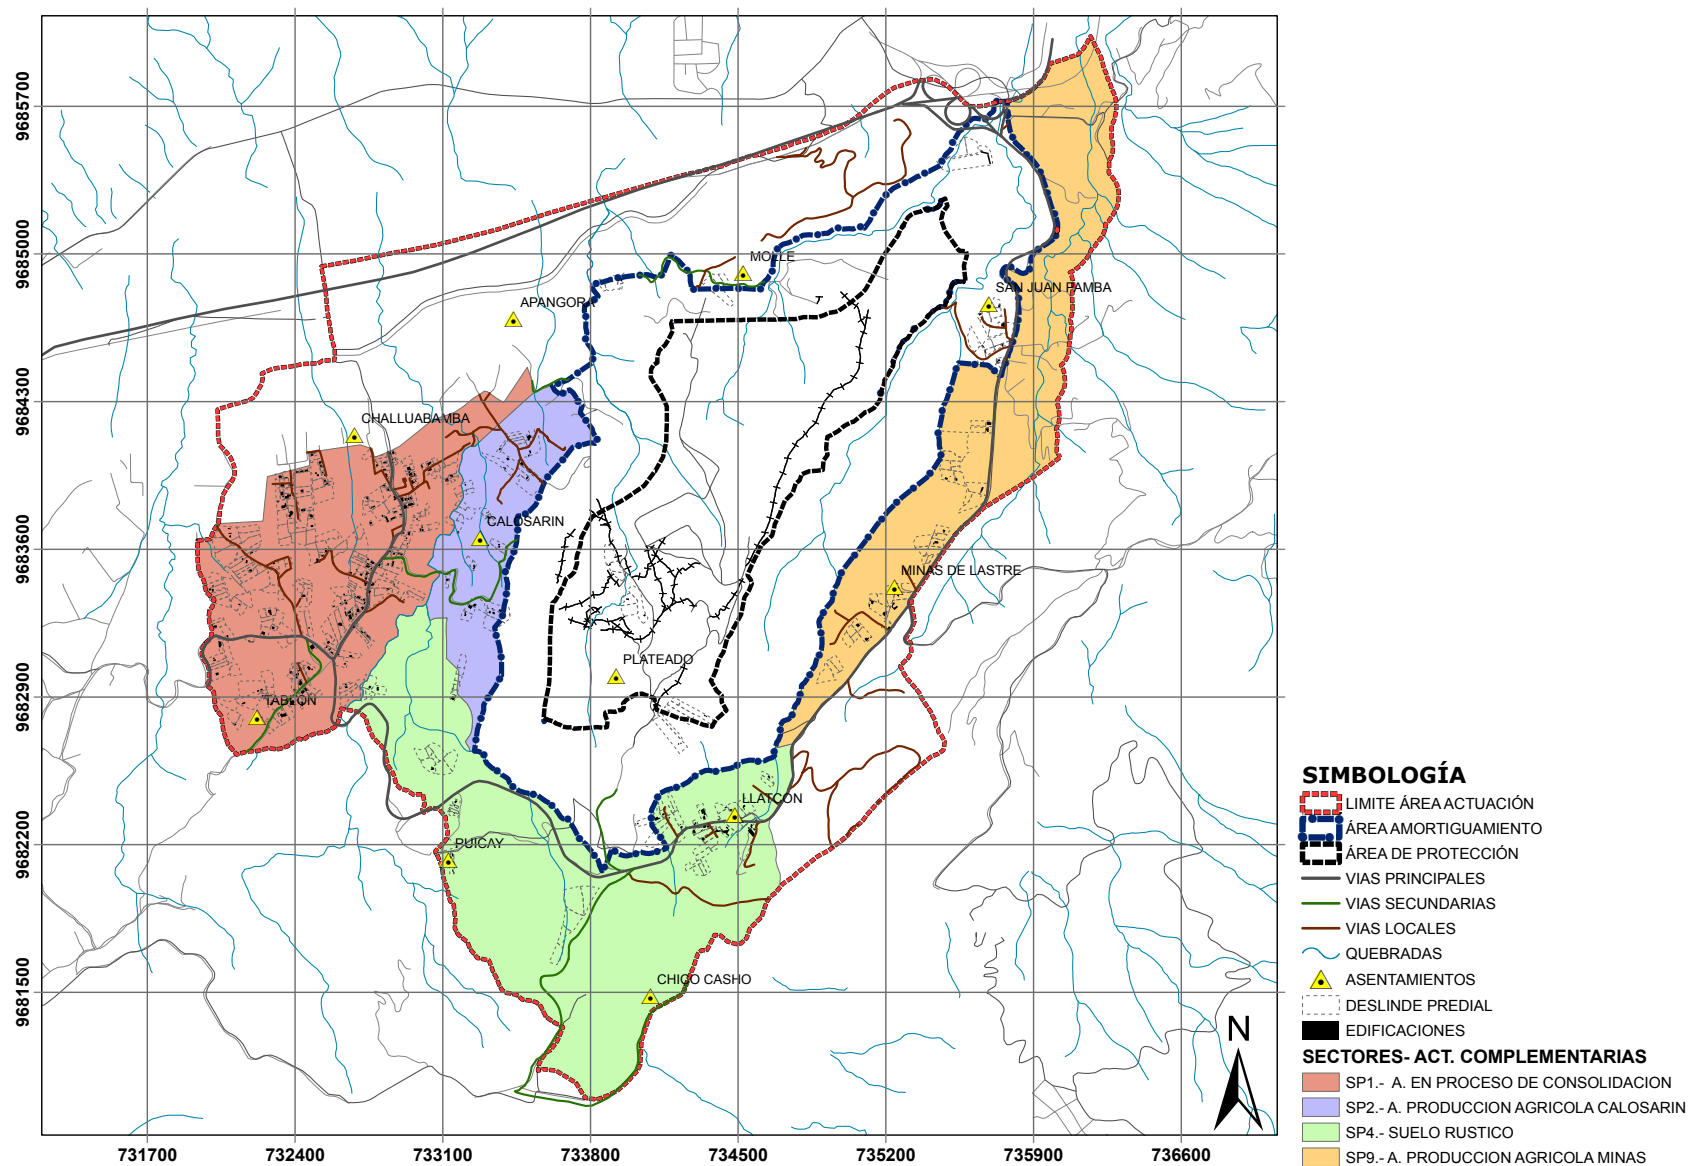 9685700
9685000
9684300
9683600
9682900
9682200
9681500
MOLLE
SAN JUAN PAMBA
APANGORA
CHALLUABAMBA
CALOSARIN
MINAS DE LASTRE
PLATEADO
TABLON
LLATCON
PUICAY
CHICO CASHO
N
731700 732400 733100 733800 734500 735200 735900 736600
SIMBOLOGÍA
LIMITE ÁREA ACTUACIÓN
ÁREA AMORTIGUAMIENTO
ÁREA DE PROTECCIÓN
VIAS PRINCIPALES
VIAS SECUNDARIAS
VIAS LOCALES
QUEBRADAS
ASENTAMIENTOS
DESLINDE PREDIAL
EDIFICACIONES
SECTORES- ACT. COMPLEMENTARIAS
SP1.- A. EN PROCESO DE CONSOLIDACION
SP2.- A. PRODUCCION AGRICOLA CALOSARIN
SP4.- SUELO RUSTICO
SP9.- A. PRODUCCION AGRICOLA MINAS